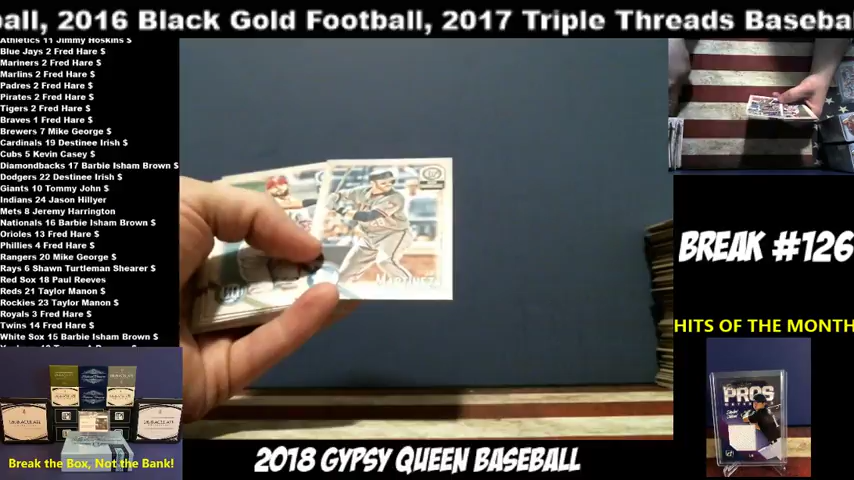 all, 2016 Black Gold Football, 2017 Triple Threads Baseba
Athletics 11 Jimmy Hoskins $
Blue Jays 2 Fred Hare $
Mariners 2 Fred Hare $
Marlins 2 Fred Hare $
Padres 2 Fred Hare $
Pirates 2 Fred Hare $
Tigers 2 Fred Hare $
Braves 1 Fred Hare $
Brewers 7 Mike George $
Cardinals 19 Destinee Irish $
Cubs 5 Kevin Casey $
Diamondbacks 17 Barbie Isham Brown $
Dodgers 22 Destinee Irish $
Giants 10 Tommy John $
Indians 24 Jason Hillyer
Mets 8 Jeremy Harrington
Nationals 16 Barbie Isham Brown $
Orioles 13 Fred Hare $
Phillies 4 Fred Hare $
Rangers 20 Mike George $
Rays 6 Shawn Turtleman Shearer $
Red Sox 18 Paul Reeves
Reds 21 Taylor Manon $
Rockies 23 Taylor Manon $
Royals 3 Fred Hare $
Twins 14 Fred Hare $
White Sox 15 Barbie Isham Brown $
MARTINEZ
BREAK #126
HITS OF THE MONTH
PROS
IMMACULATE
IMMACULATE
Break the Box, Not the Bank!
2018 GYPSY QUEEN BASEBALL